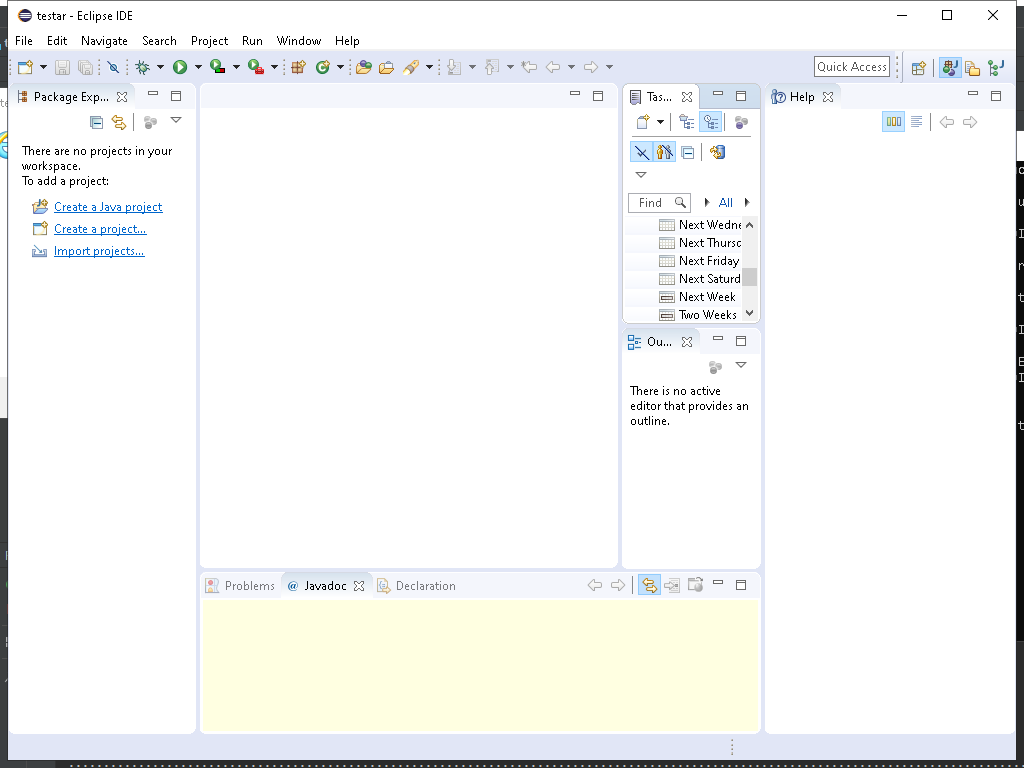 testar - Eclipse IDE
File Edit Navigate Search Project Run Window Help
Quick Access
Package Exp...
There are no projects in your
workspace.
To add a project:
Create a Java project
Create a project...
Import projects...
Tas...
Find
All
Next Wedne
Next Thursd
Next Friday
Next Saturd
Next Week
Two Weeks
Ou...
There is no active
editor that provides an
outline.
Help
Problems @ Javadoc Declaration